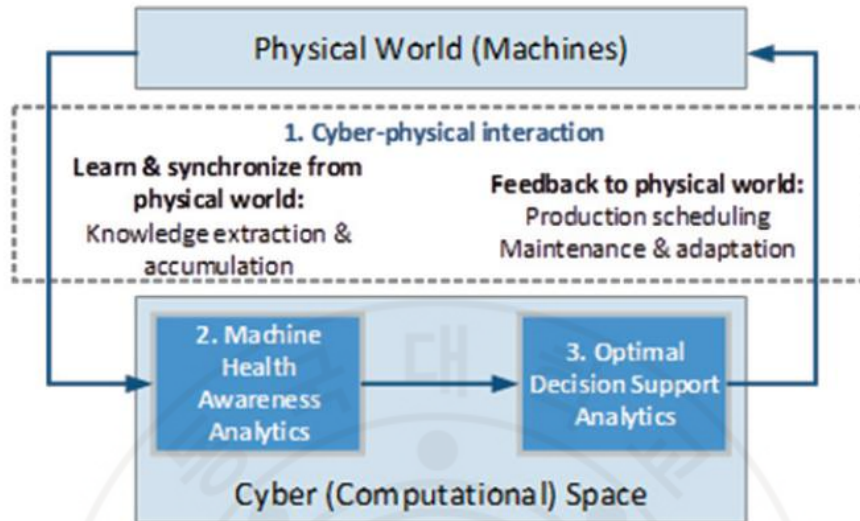 Physical World (Machines)
1. Cyber-physical interaction
Learn & synchronize from
physical world:
Knowledge extraction &
accumulation
Feedback to physical world:
Production scheduling
Maintenance & adaptation
2. Machine
Health
Awareness
Analytics
3. Optimal
Decision Support
Analytics
Cyber (Computational) Space